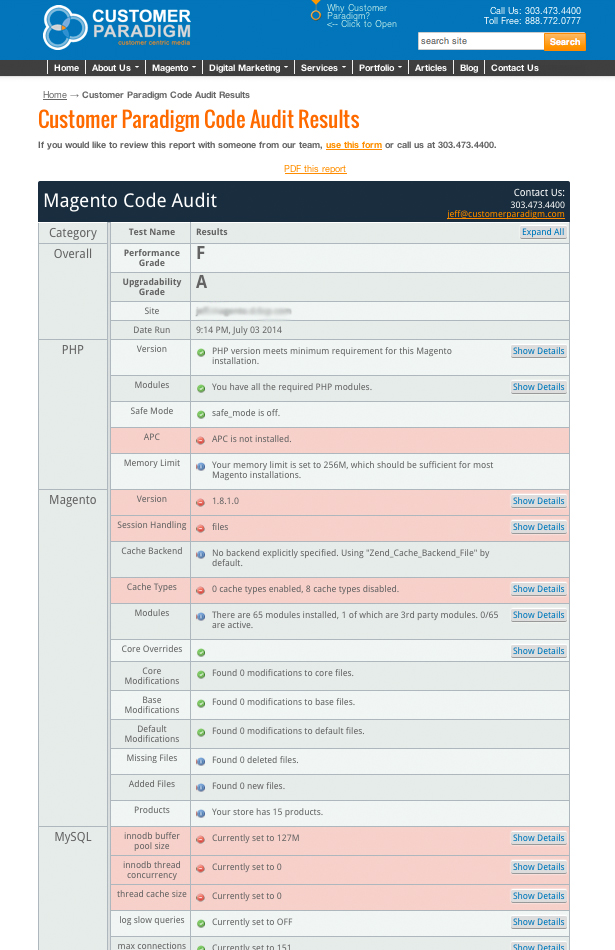 CUSTOMER
PARADIGM
customer centric media
Why Customer
Paradigm?
<-- Click to Open
Call Us: 303.473.4400
Toll Free: 888.772.0777
search site
Search
Home
About Us
Magento
Digital Marketing
Services
Portfolio
Articles
Blog
Contact Us
Home → Customer Paradigm Code Audit Results
Customer Paradigm Code Audit Results
If you would like to review this report with someone from our team, use this form or call us at 303.473.4400.
PDF this report
Magento Code Audit
Contact Us:
303.473.4400
jeff@customerparadigm.com
Category
Test Name
Results
Expand All
Overall
Performance
Grade
F
Upgradability
Grade
A
Site
Date Run
9:14 PM, July 03 2014
PHP
Version
PHP version meets minimum requirement for this Magento
installation.
Show Details
Modules
You have all the required PHP modules.
Show Details
Safe Mode
safe_mode is off.
APC
APC is not installed.
Memory Limit
Your memory limit is set to 256M, which should be sufficient for most
Magento installations.
Magento
Version
1.8.1.0
Show Details
Session Handling
files
Show Details
Cache Backend
No backend explicitly specified. Using "Zend_Cache_Backend_File" by
default.
Cache Types
0 cache types enabled, 8 cache types disabled.
Show Details
Modules
There are 65 modules installed, 1 of which are 3rd party modules. 0/65
are active.
Show Details
Core Overrides
Show Details
Core
Modifications
Found 0 modifications to core files.
Base
Modifications
Found 0 modifications to base files.
Default
Modifications
Found 0 modifications to default files.
Missing Files
Found 0 deleted files.
Added Files
Found 0 new files.
Products
Your store has 15 products.
MySQL
innodb buffer
pool size
Currently set to 127M
Show Details
innodb thread
concurrency
Currently set to 0
Show Details
thread cache size
Currently set to 0
Show Details
log slow queries
Currently set to OFF
Show Details
max connections
Currently set to 151
Show Details